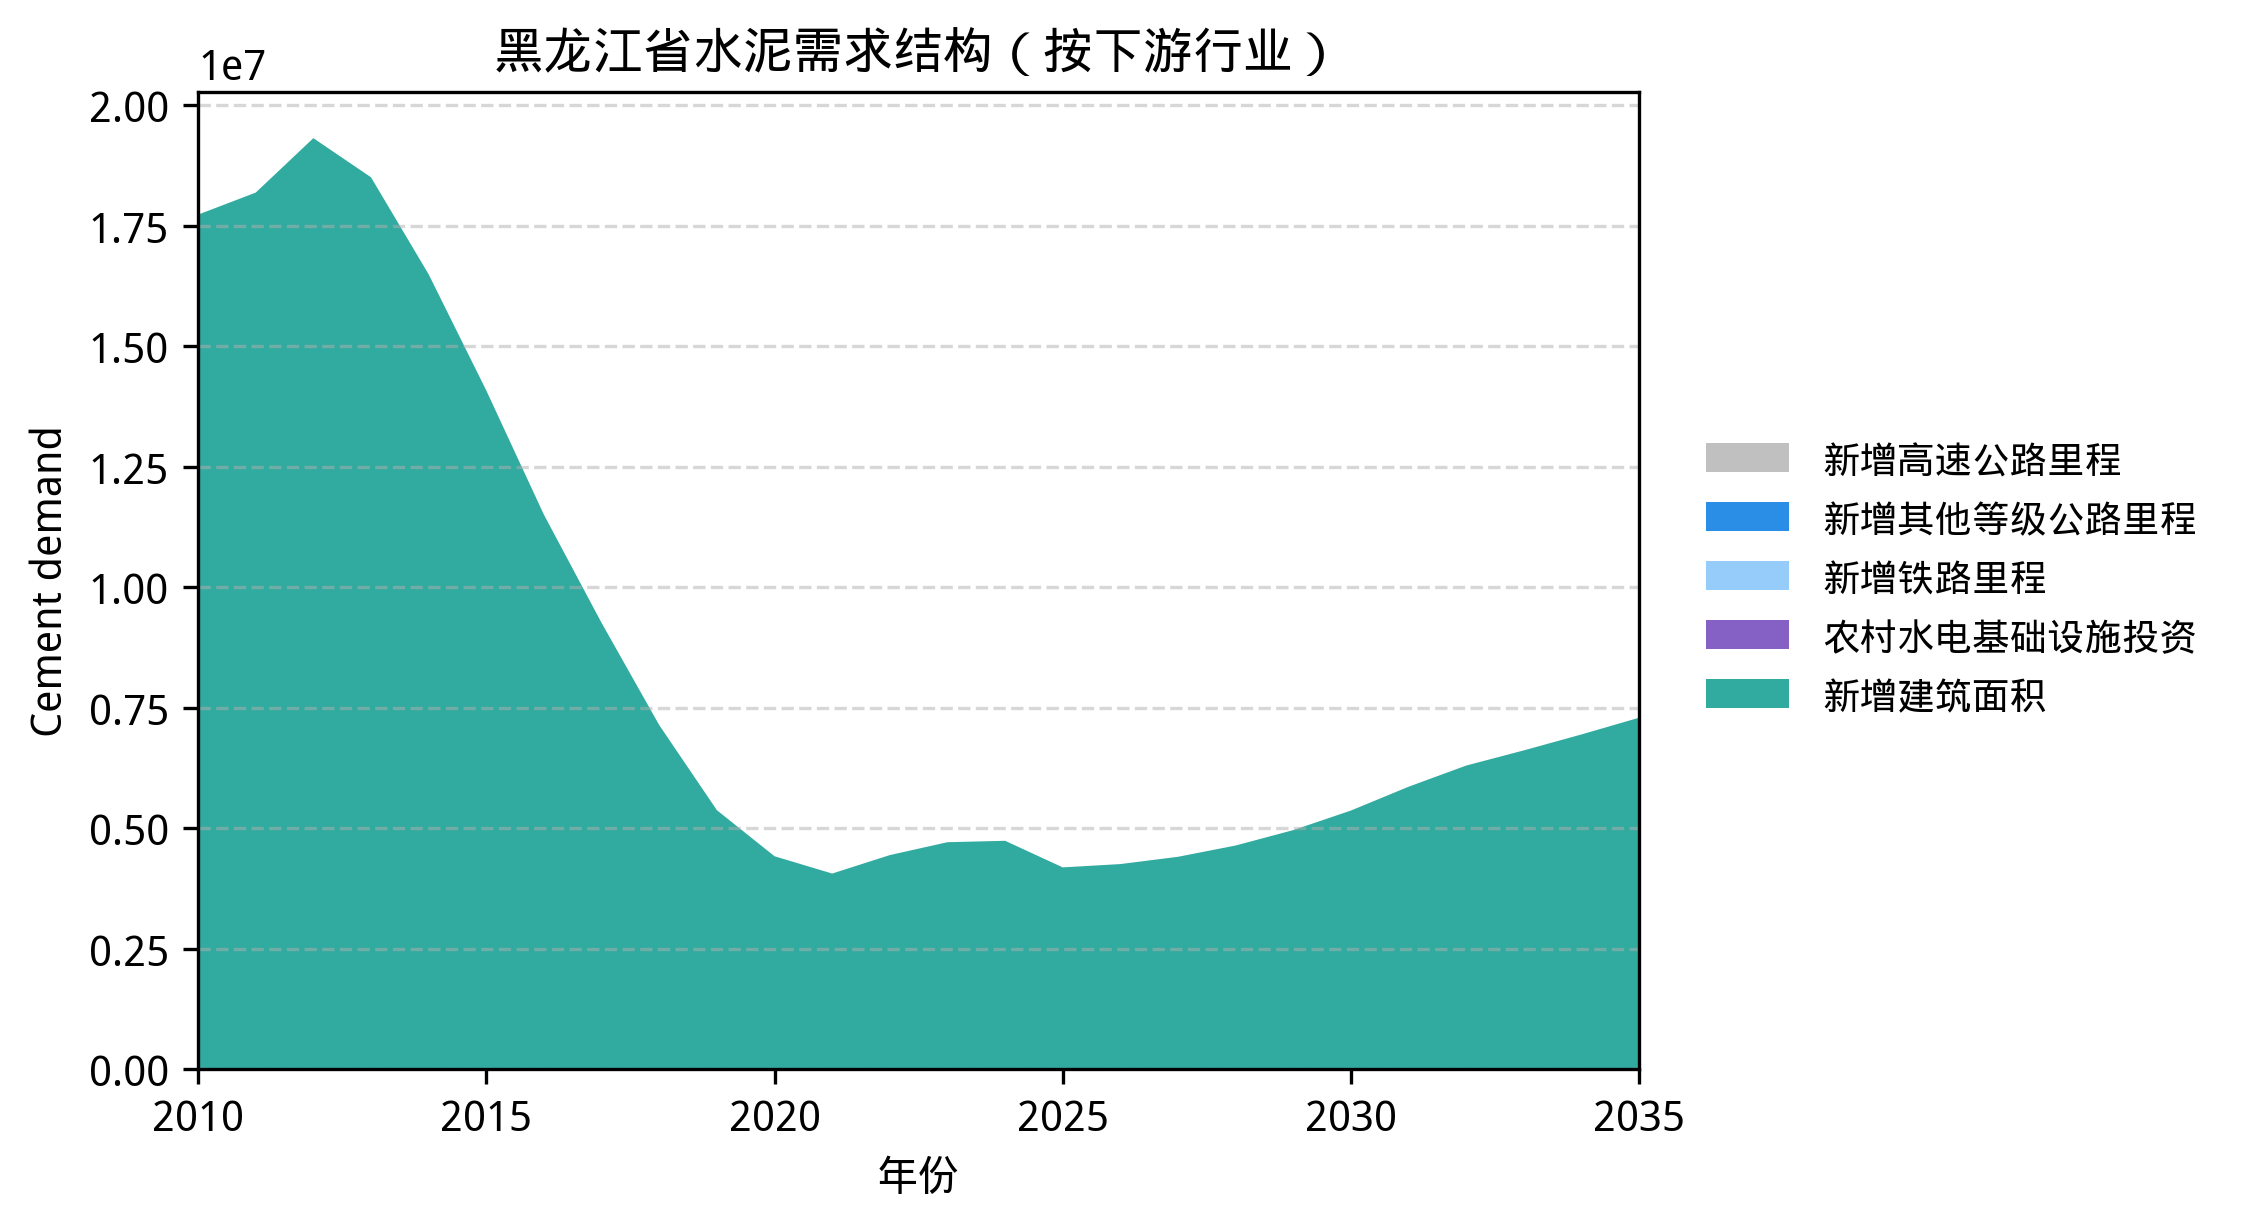 黑龙江省水泥需求结构（按下游行业）
1e7
2.00
1.75
1.50
1.25
1.00
0.75
0.50
0.25
0.00
Cement demand
2010
2015
2020
2025
2030
2035
年份
新增高速公路里程
新增其他等级公路里程
新增铁路里程
农村水电基础设施投资
新增建筑面积